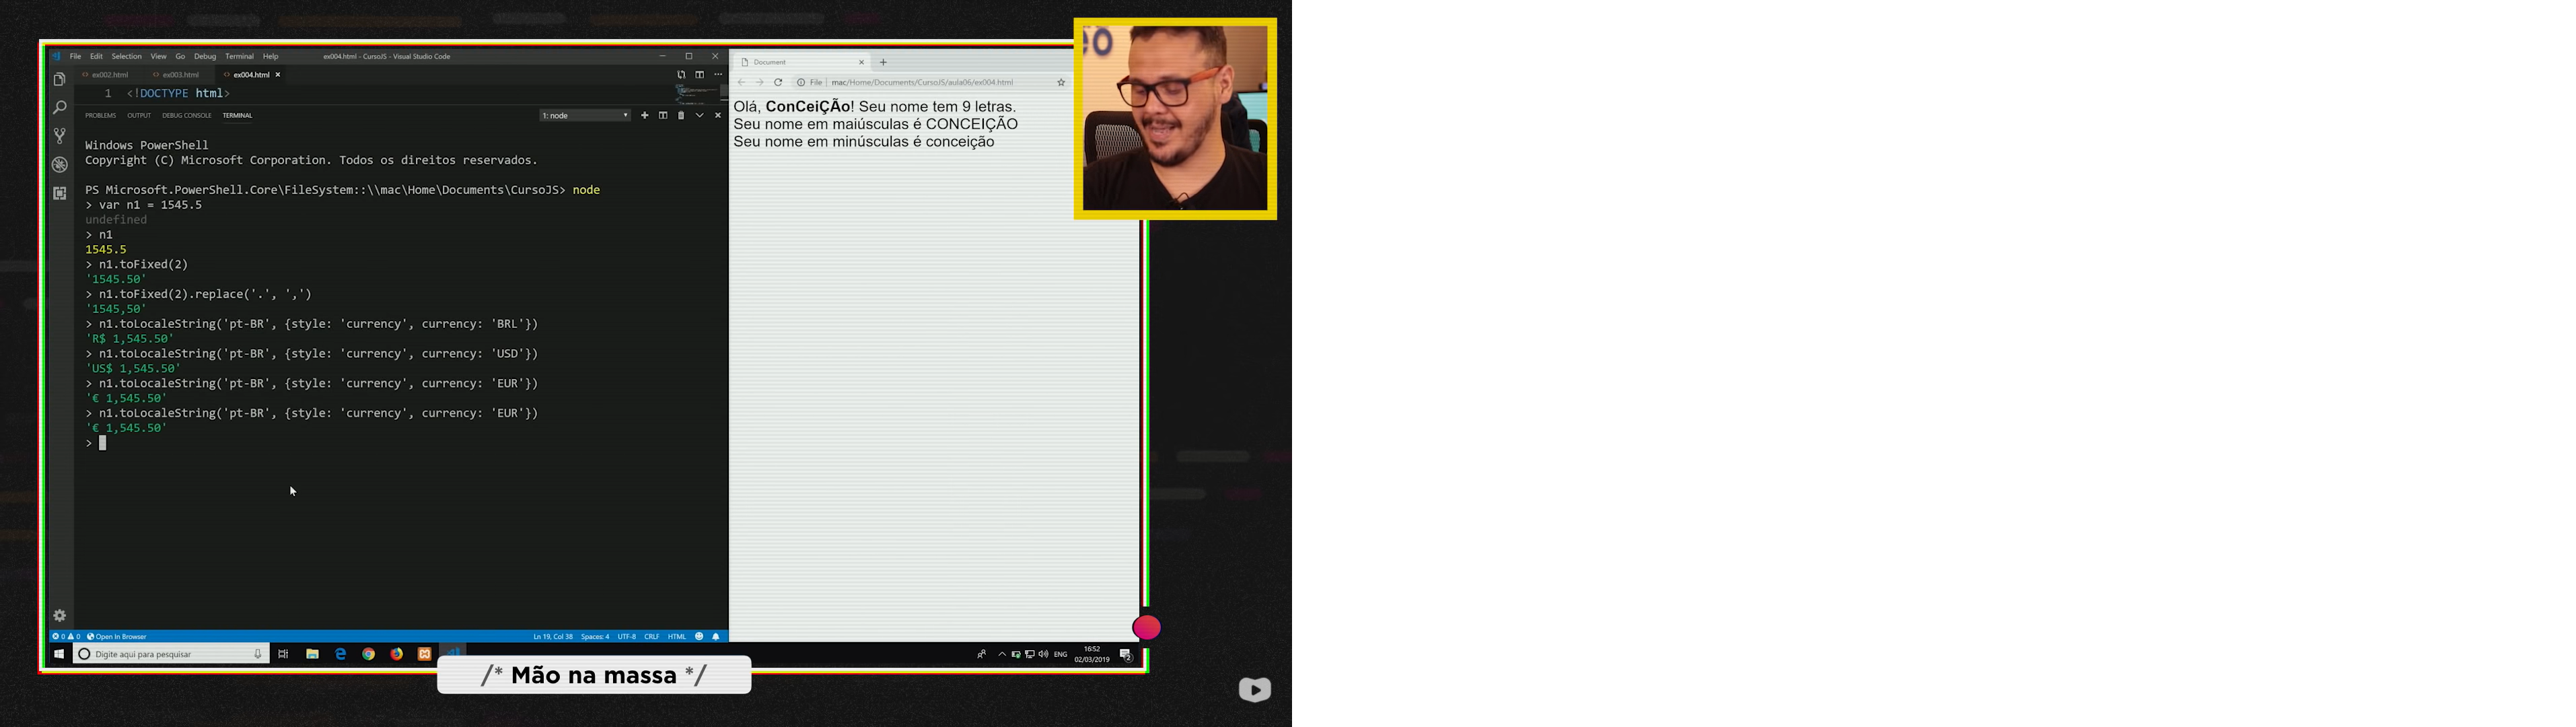 File Edit Selection View Go Debug Terminal Help
ex004.html - CursoJS - Visual Studio Code
ex002.html
ex003.html
ex004.html
1 <!DOCTYPE html>
PROBLEMS OUTPUT DEBUG CONSOLE TERMINAL
1: node
Windows PowerShell
Copyright (C) Microsoft Corporation. Todos os direitos reservados.
PS Microsoft.PowerShell.Core\FileSystem::\\mac\Home\Documents\CursoJS> node
> var n1 = 1545.5
undefined
> n1
1545.5
> n1.toFixed(2)
'1545.50'
> n1.toFixed(2).replace('.', ',')
'1545,50'
> n1.toLocaleString('pt-BR', {style: 'currency', currency: 'BRL'})
'R$ 1,545.50'
> n1.toLocaleString('pt-BR', {style: 'currency', currency: 'USD'})
'US$ 1,545.50'
> n1.toLocaleString('pt-BR', {style: 'currency', currency: 'EUR'})
'€ 1,545.50'
> n1.toLocaleString('pt-BR', {style: 'currency', currency: 'EUR'})
'€ 1,545.50'
>
0 0 Open In Browser
Ln 19, Col 38 Spaces: 4 UTF-8 CRLF HTML
Document
File | mac/Home/Documents/CursoJS/aula06/ex004.html
Olá, ConCeiÇÃo! Seu nome tem 9 letras.
Seu nome em maiúsculas é CONCEIÇÃO
Seu nome em minúsculas é conceição
Digite aqui para pesquisar
ENG
16:52
02/03/2019
/* Mão na massa */